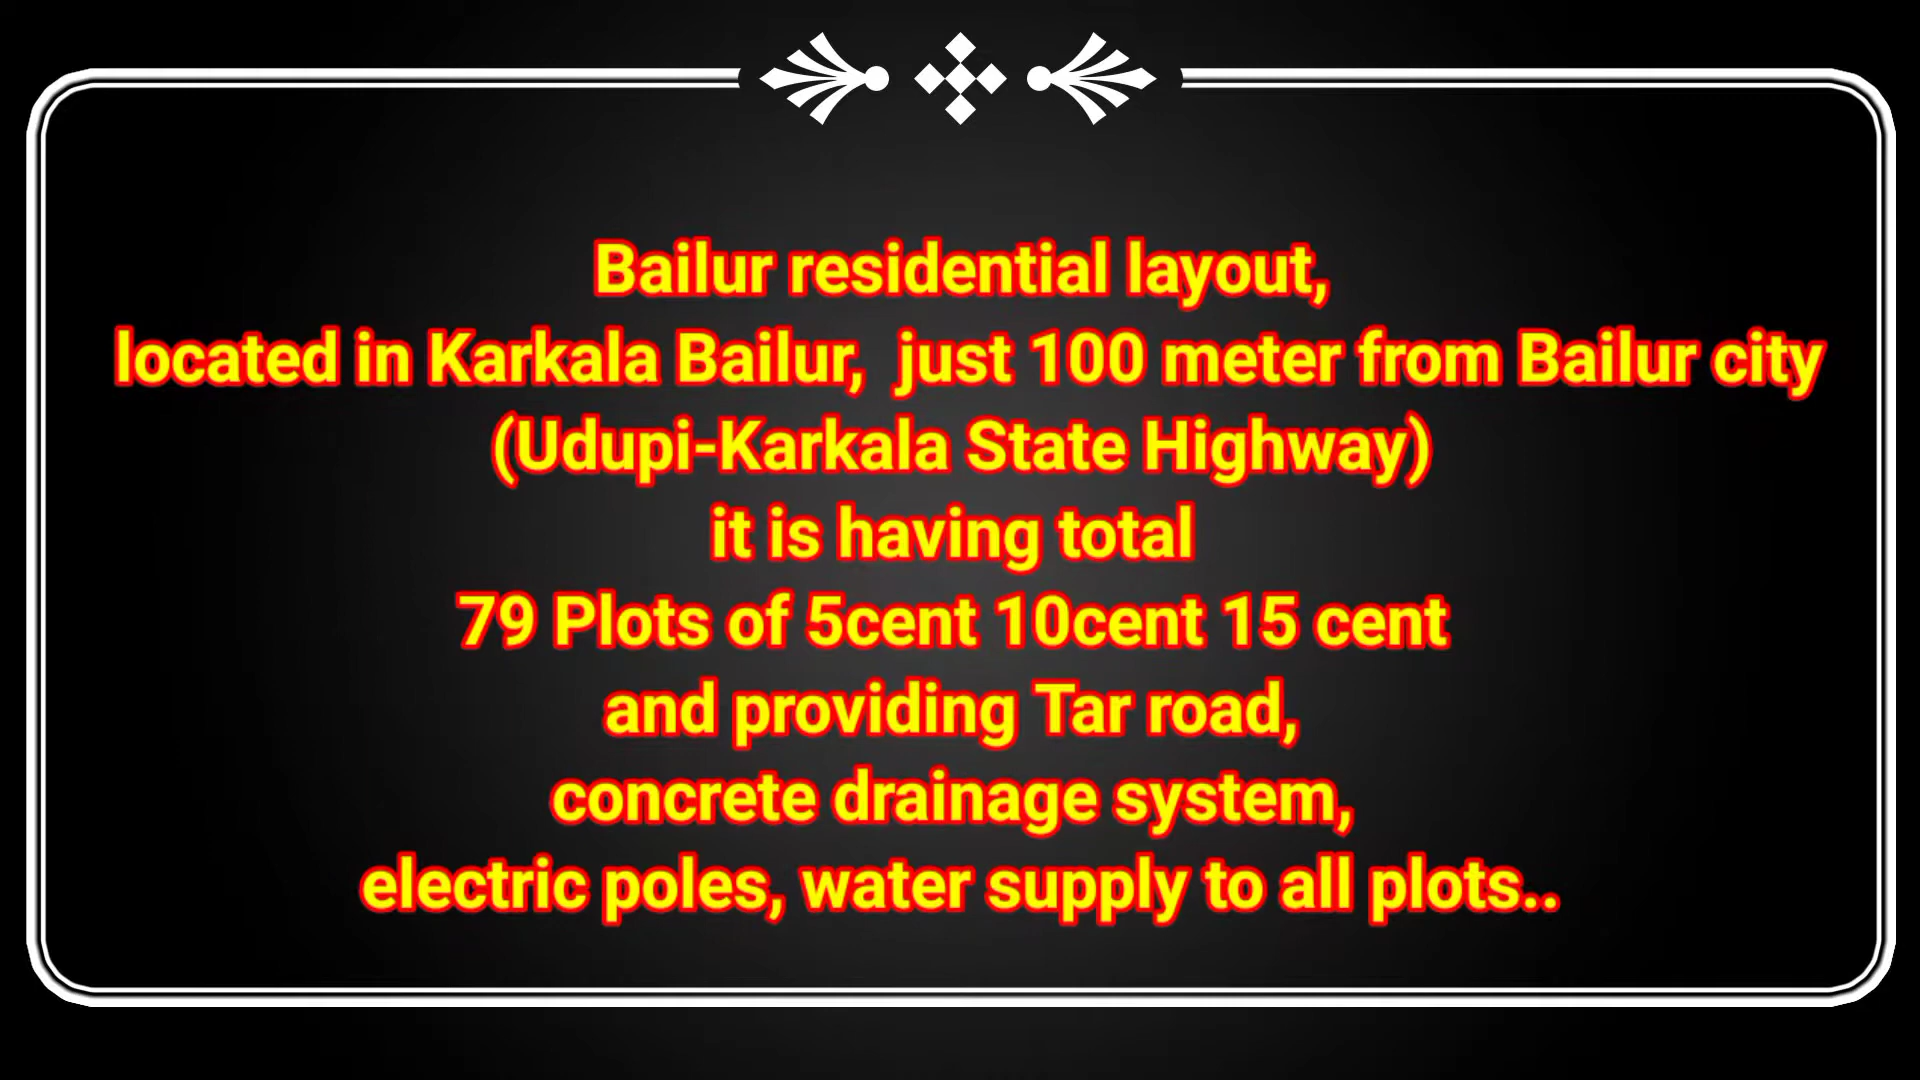 Bailur residential layout,
located in Karkala Bailur,  just 100 meter from Bailur city
(Udupi-Karkala State Highway)
it is having total
79 Plots of 5cent 10cent 15 cent
and providing Tar road,
concrete drainage system,
electric poles, water supply to all plots..